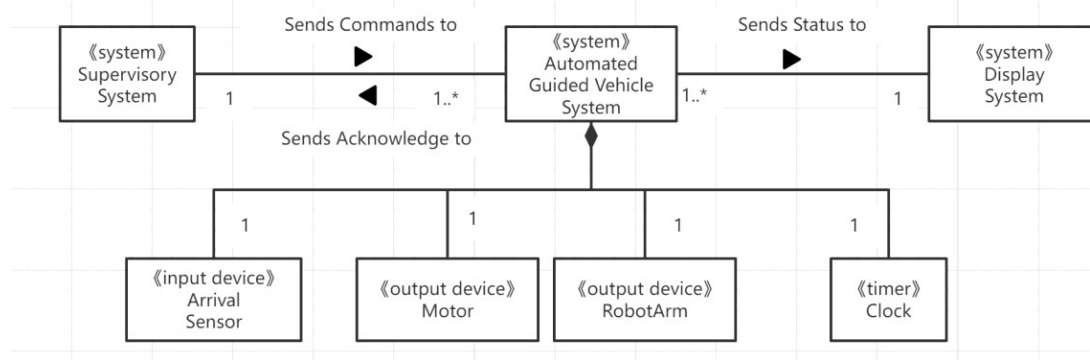 Sends Commands to
Sends Status to
《system》
Supervisory
System
《system》
Automated
Guided Vehicle
System
《system》
Display
System
1
1..*
1..*
1
Sends Acknowledge to
1
1
1
1
《input device》
Arrival
Sensor
《output device》
Motor
《output device》
RobotArm
《timer》
Clock